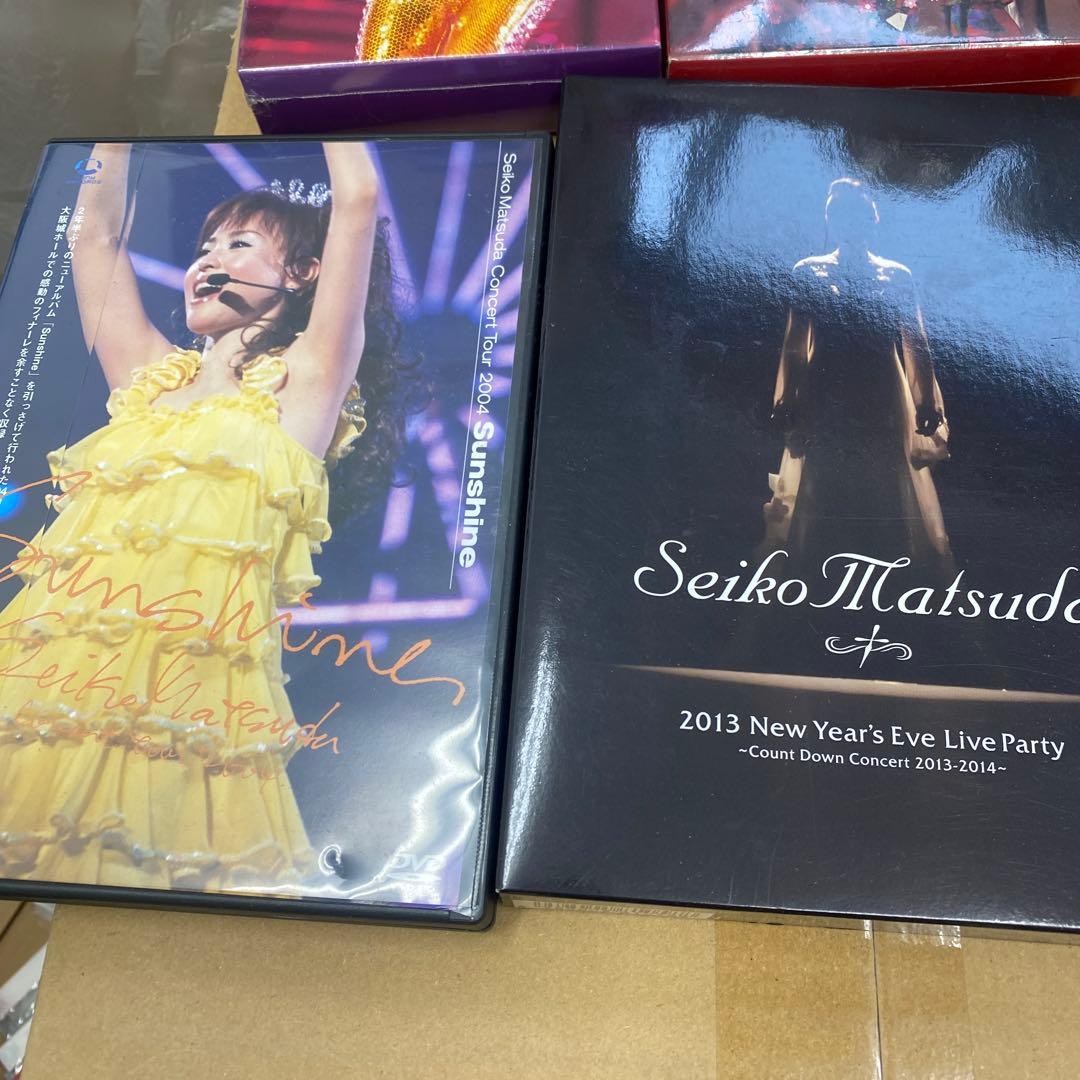 Seiko Matsuda Concert Tour 2004 Sunshine
2年半ぶりのニューアルバム「Sunshine」を引っさげて行われた
大阪城ホールでの感動のフィナーレを余すことなく収録
Sunshine
Seiko Matsuda
DVD
Seiko Matsuda
2013 New Year's Eve Live Party
~Count Down Concert 2013-2014~